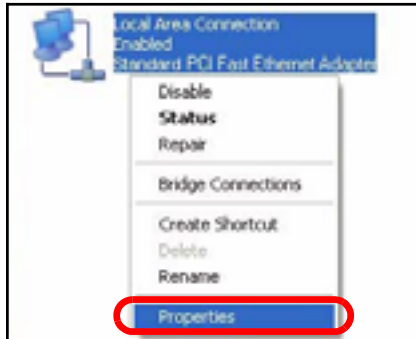 Local Area Connection
Enabled
Standard PCI Fast Ethernet Adapter
Disable
Status
Repair
Bridge Connections
Create Shortcut
Delete
Rename
Properties